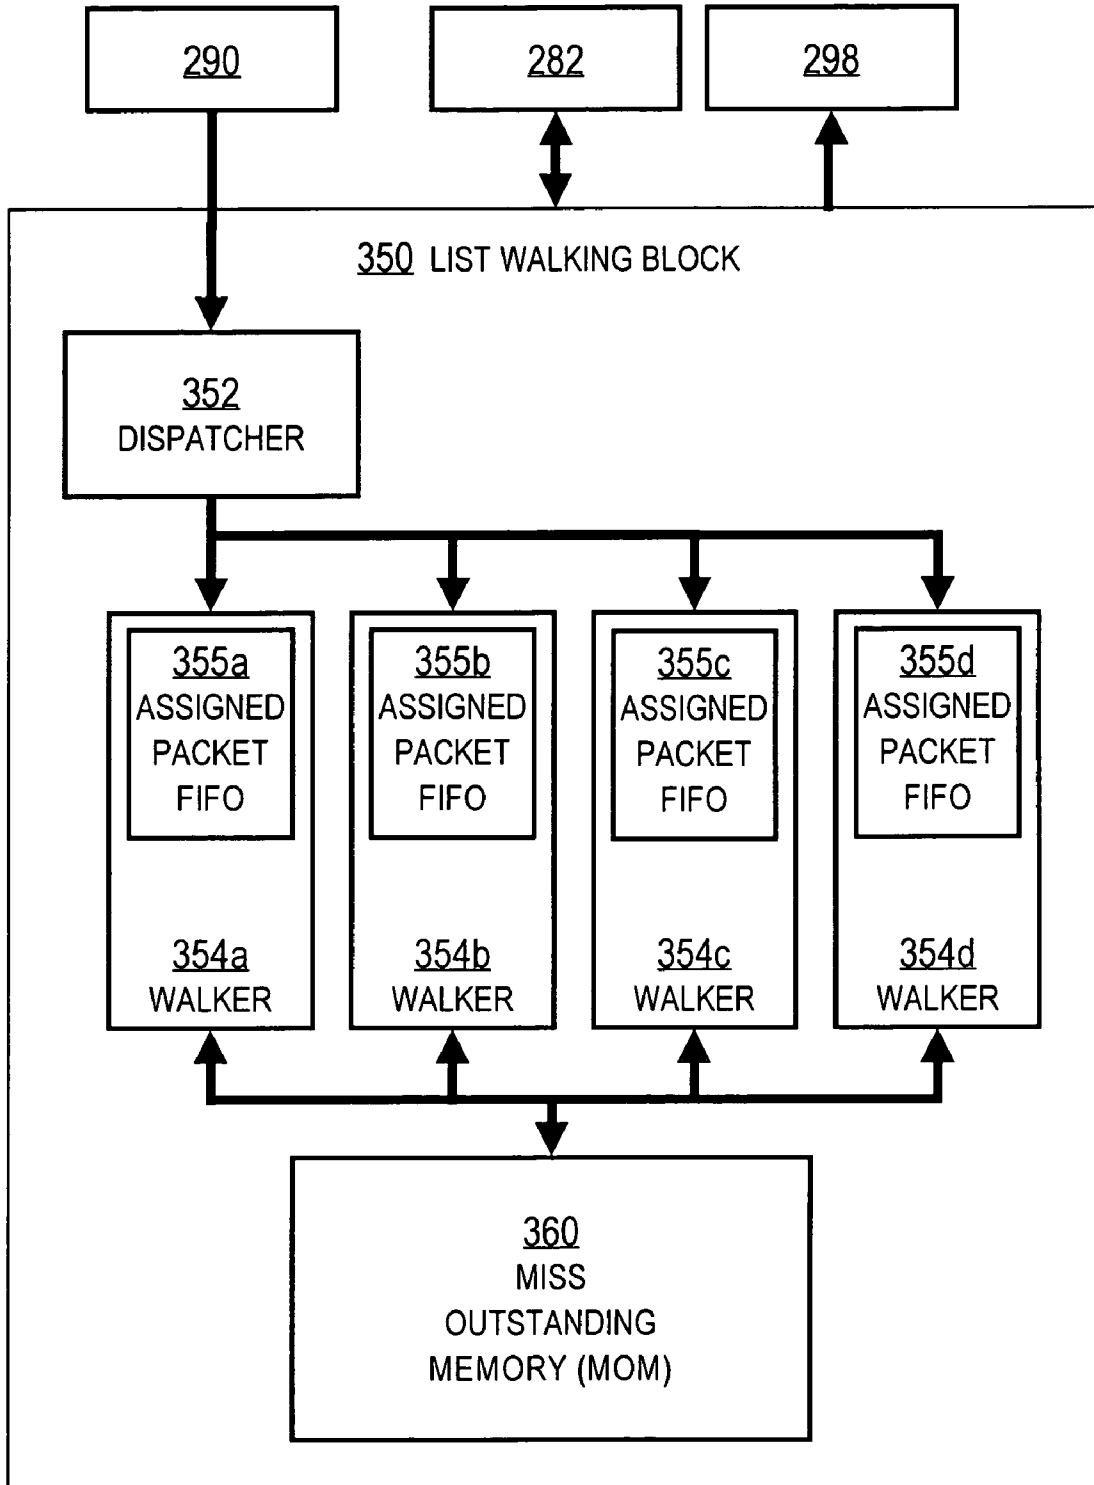 290
282
298
350 LIST WALKING BLOCK
352
DISPATCHER
355a
ASSIGNED
PACKET
FIFO
355b
ASSIGNED
PACKET
FIFO
355c
ASSIGNED
PACKET
FIFO
355d
ASSIGNED
PACKET
FIFO
354a
WALKER
354b
WALKER
354c
WALKER
354d
WALKER
360
MISS
OUTSTANDING
MEMORY (MOM)